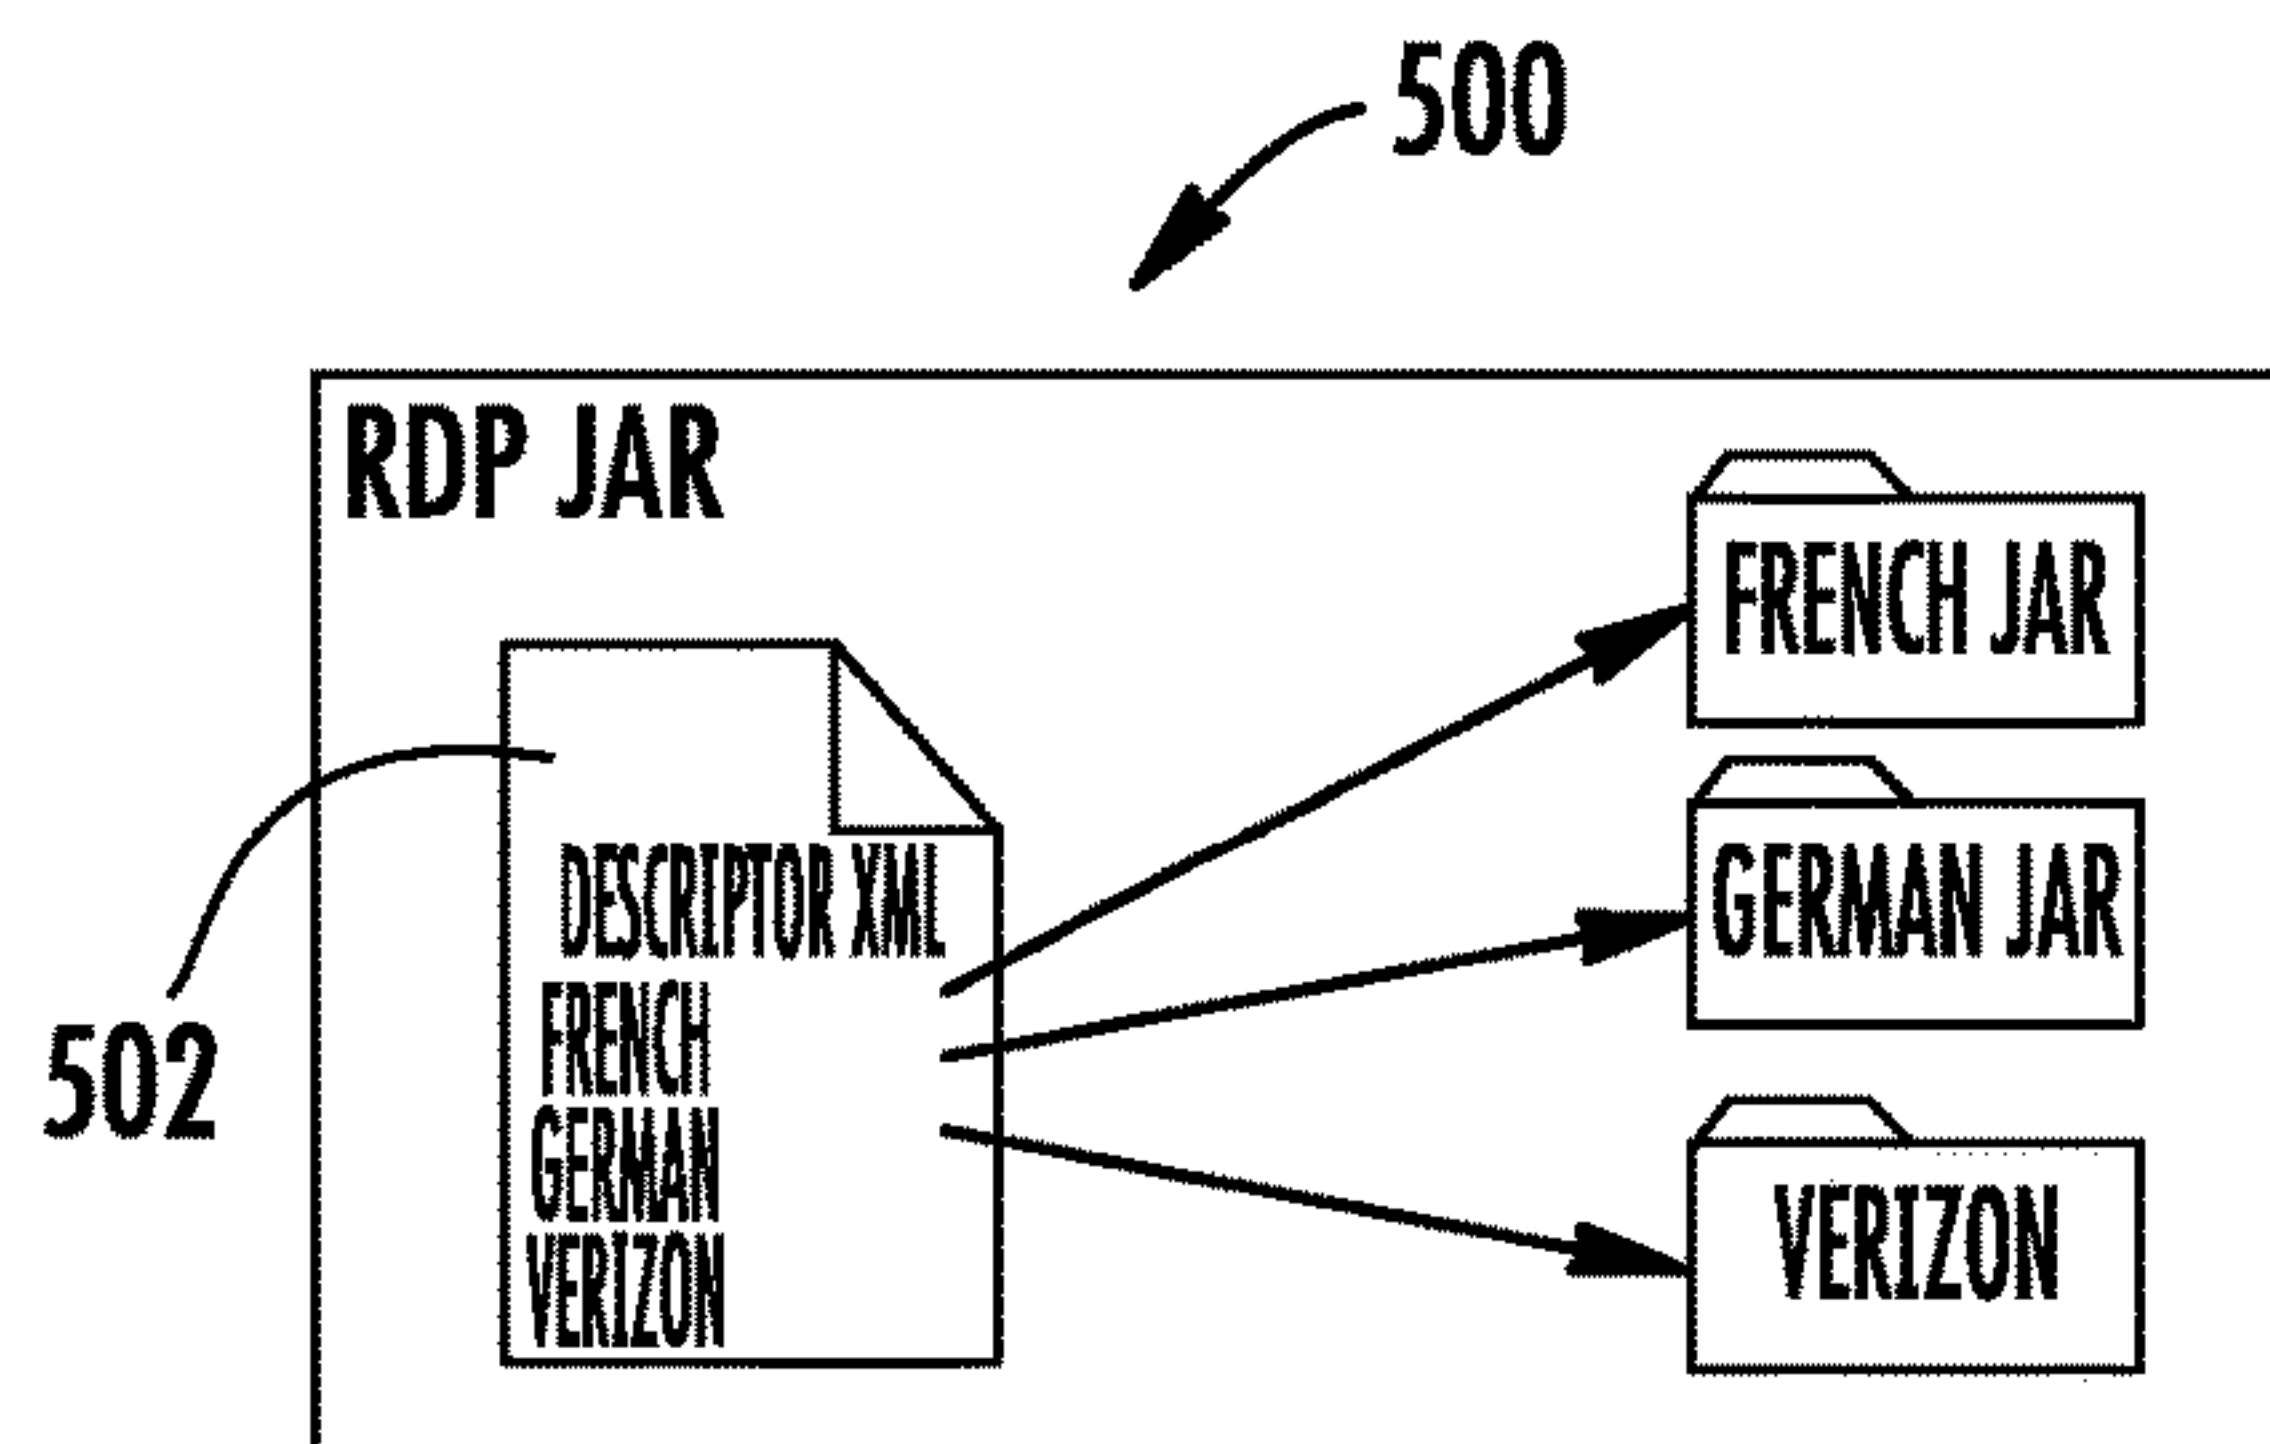 500
RDP JAR
FRENCH JAR
GERMAN JAR
DESCRIPTOR XML
FRENCH
GERMAN
VERIZON
502
VERIZON